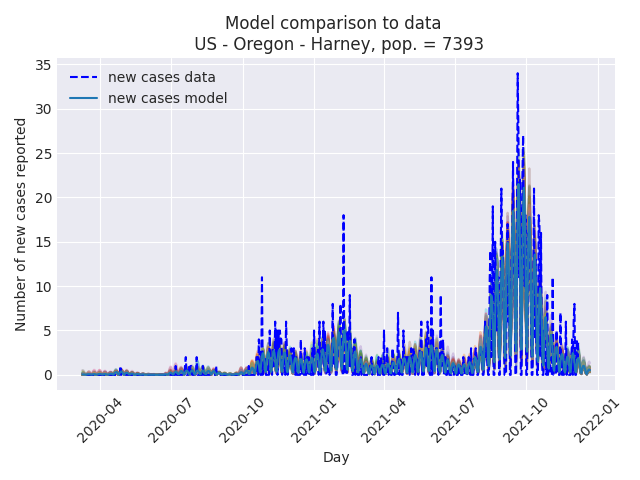 Model comparison to data
US - Oregon - Harney, pop. = 7393
new cases data
new cases model
Number of new cases reported
35
30
25
20
15
10
5
0
2020-04
2020-07
2020-10
2021-01
2021-04
2021-07
2021-10
2022-01
Day